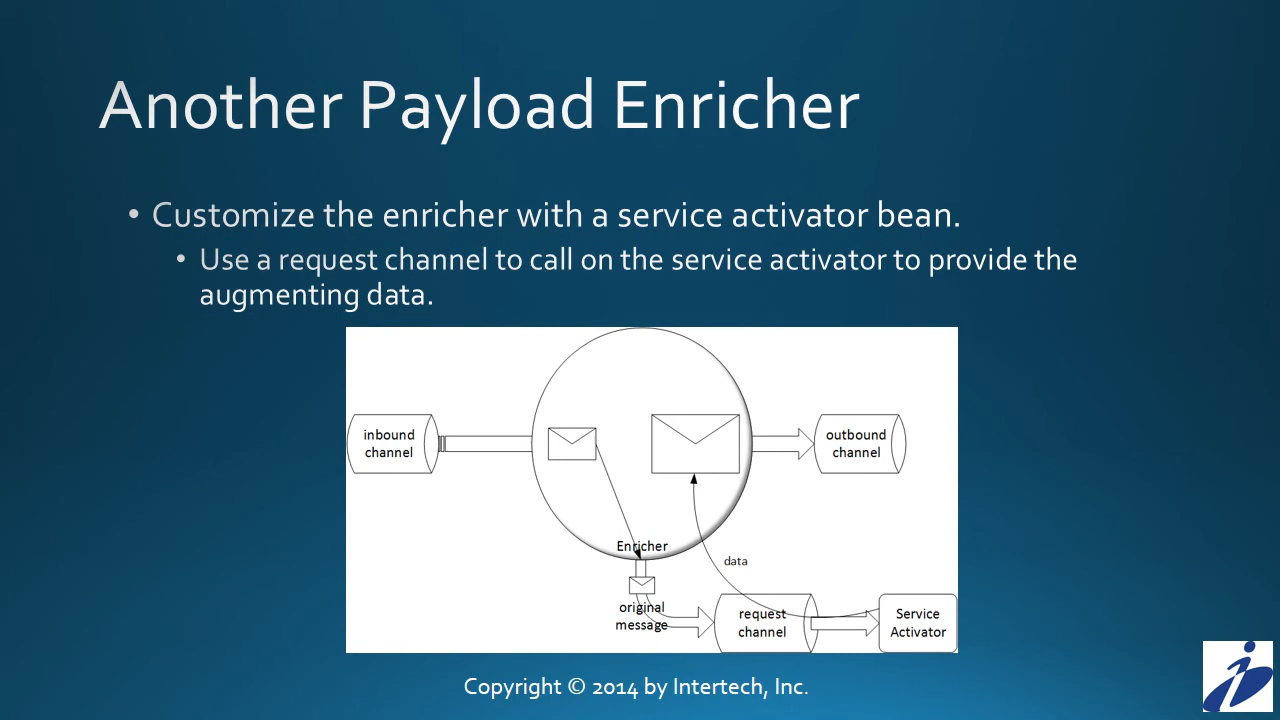 Another Payload Enricher
• Customize the enricher with a service activator bean.
• Use a request channel to call on the service activator to provide the
augmenting data.
inbound
channel
outbound
channel
Enricher
data
original
message
request
channel
Service
Activator
Copyright © 2014 by Intertech, Inc.